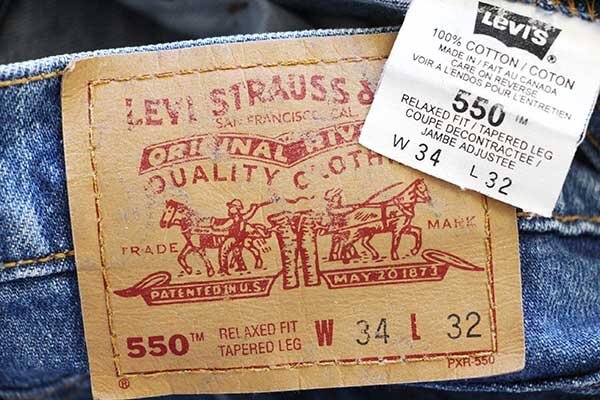 LEVI STRAUSS &
SAN FRANCISCO, CAL.
ORIGINAL
QUALITY
TRADE MARK
PATENTED IN U.S. MAY 20 1873
550™ RELAXED FIT W 34 L 32
TAPERED LEG
PXR-550
®
LEVI'S
100% COTTON / COTON
MADE IN / FAIT AU CANADA
CARE ON REVERSE
VOIR A L'ENDOS POUR L'ENTRETIEN
550™
RELAXED FIT / TAPERED LEG
COUPE DECONTRACTEE /
JAMBE AJUSTEE
W 34 L 32